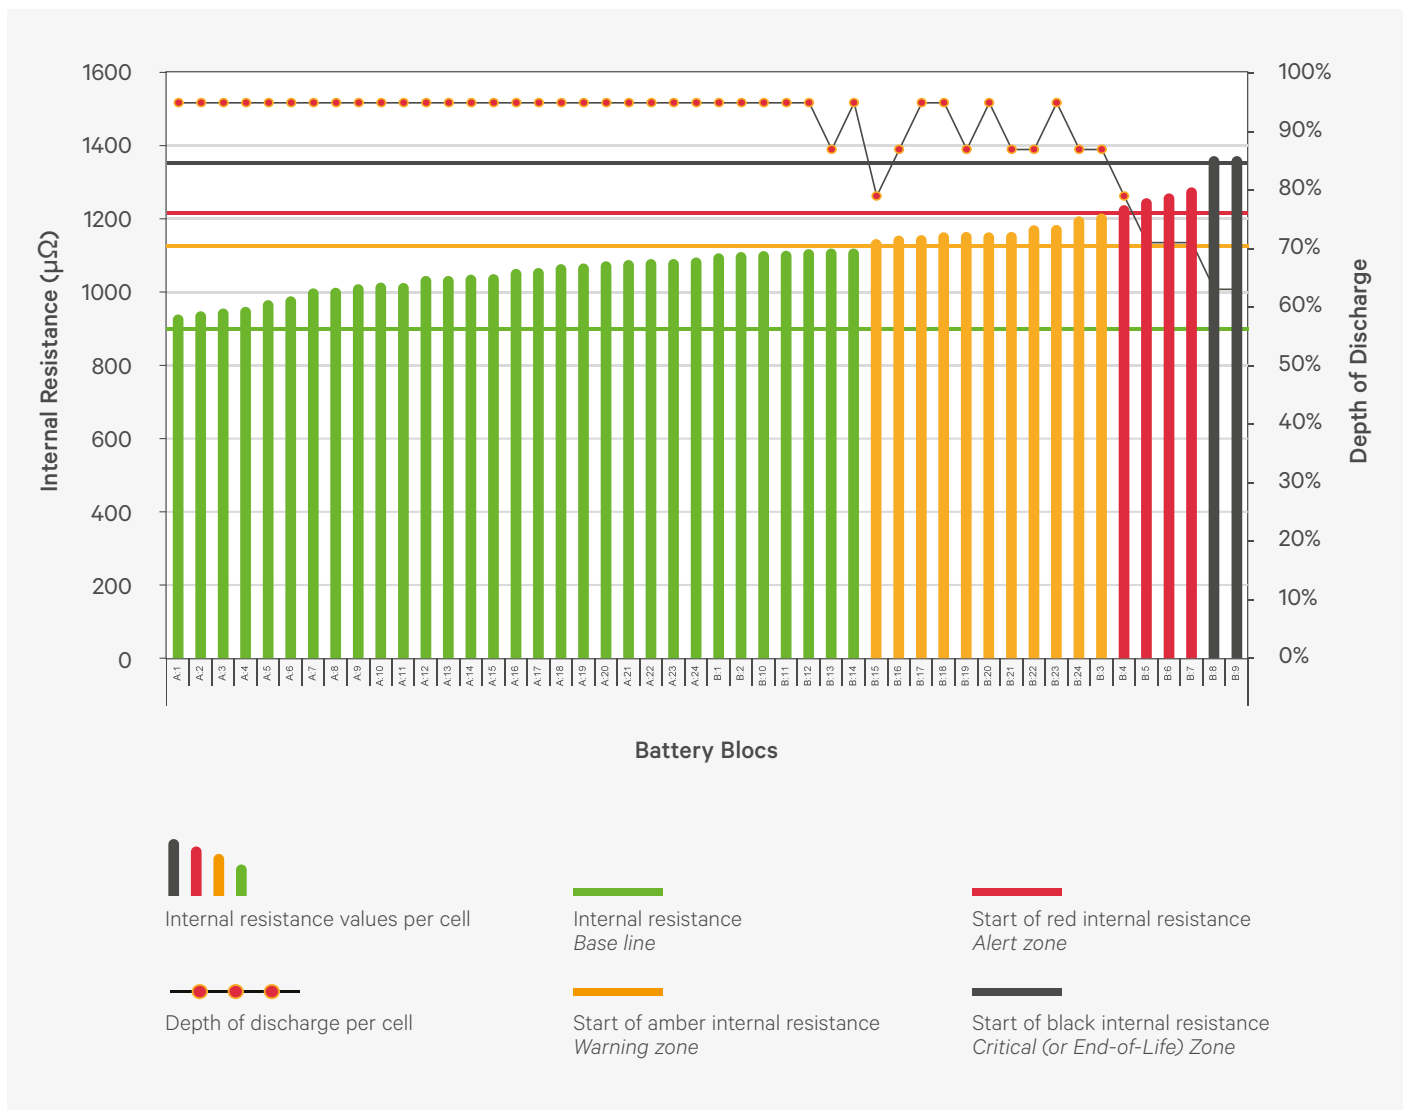 1600
1400
1200
1000
800
600
400
200
0
Internal Resistance (μΩ)
100%
90%
80%
70%
60%
50%
40%
30%
20%
10%
0%
Depth of Discharge
A:1
A:2
A:3
A:4
A:5
A:6
A:7
A:8
A:9
A:10
A:11
A:12
A:13
A:14
A:15
A:16
A:17
A:18
A:19
A:20
A:21
A:22
A:23
A:24
B:1
B:2
B:10
B:11
B:12
B:13
B:14
B:15
B:16
B:17
B:18
B:19
B:20
B:21
B:22
B:23
B:24
B:3
B:4
B:5
B:6
B:7
B:8
B:9
Battery Blocs
Internal resistance values per cell
Internal resistance
Base line
Start of red internal resistance
Alert zone
Depth of discharge per cell
Start of amber internal resistance
Warning zone
Start of black internal resistance
Critical (or End-of-Life) Zone